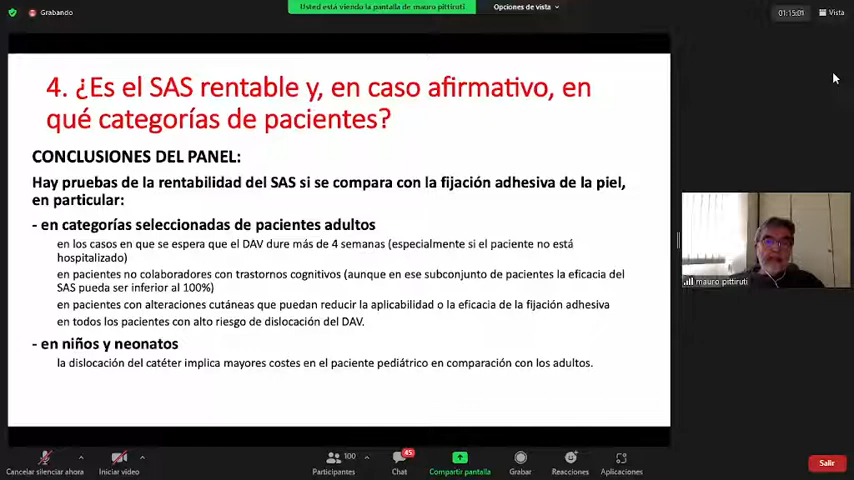 Grabando
Usted está viendo la pantalla de mauro pittiruti
Opciones de vista
01:15:01
Vista
4. ¿Es el SAS rentable y, en caso afirmativo, en
qué categorías de pacientes?
CONCLUSIONES DEL PANEL:
Hay pruebas de la rentabilidad del SAS si se compara con la fijación adhesiva de la piel,
en particular:
- en categorías seleccionadas de pacientes adultos
en los casos en que se espera que el DAV dure más de 4 semanas (especialmente si el paciente no está
hospitalizado)
en pacientes no colaboradores con trastornos cognitivos (aunque en ese subconjunto de pacientes la eficacia del
SAS pueda ser inferior al 100%)
en pacientes con alteraciones cutáneas que puedan reducir la aplicabilidad o la eficacia de la fijación adhesiva
en todos los pacientes con alto riesgo de dislocación del DAV.
- en niños y neonatos
la dislocación del catéter implica mayores costes en el paciente pediátrico en comparación con los adultos.
mauro pittiruti
Cancelar silenciar ahora
Iniciar video
100
Participantes
45
Chat
Compartir pantalla
Grabar
Reacciones
Aplicaciones
Salir